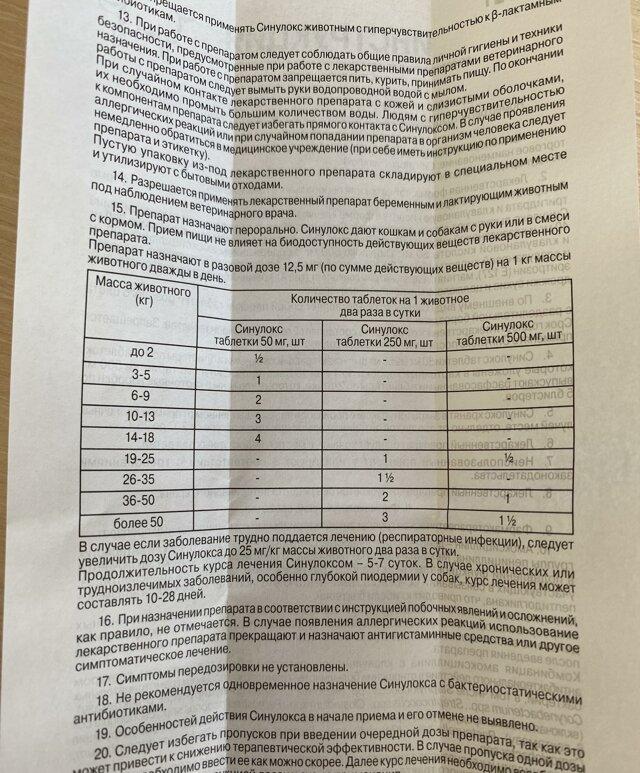 запрещается применять Синулокс животным с гиперчувствительностью к β-лактамным
антибиотикам.
13. При работе с препаратом следует соблюдать общие правила личной гигиены и техники
безопасности, предусмотренные при работе с лекарственными препаратами ветеринарного
назначения. При работе с препаратом запрещается пить, курить, принимать пищу. По окончании
работы с препаратом следует вымыть руки водопроводной водой с мылом.
При случайном контакте лекарственного препарата с кожей и слизистыми оболочками,
их необходимо промыть большим количеством воды. Людям с гиперчувствительностью
к компонентам препарата следует избегать прямого контакта с Синулоксом. В случае проявления
аллергических реакций или при случайном попадании препарата в организм человека следует
немедленно обратиться в медицинское учреждение (при себе иметь инструкцию по применению
препарата и этикетку).
Пустую упаковку из-под лекарственного препарата складируют в специальном месте
и утилизируют с бытовыми отходами.
14. Разрешается применять лекарственный препарат беременным и лактирующим животным
под наблюдением ветеринарного врача.
15. Препарат назначают перорально. Синулокс дают кошкам и собакам с руки или в смеси
с кормом. Прием пищи не влияет на биодоступность действующих веществ лекарственного
препарата.
Препарат назначают в разовой дозе 12,5 мг (по сумме действующих веществ) на 1 кг массы
животного дважды в день.
Масса животного (кг) Количество таблеток на 1 животное
два раза в сутки
Синулокс таблетки 50 мг, шт Синулокс таблетки 250 мг, шт Синулокс таблетки 500 мг, шт
до 2 ½ - -
3-5 1 - -
6-9 2 - -
10-13 3 - -
14-18 4 - -
19-25 - 1 ½
26-35 - 1 ½ -
36-50 - 2 1
более 50 - 3 1 ½
В случае если заболевание трудно поддается лечению (респираторные инфекции), следует
увеличить дозу Синулокса до 25 мг/кг массы животного два раза в сутки.
Продолжительность курса лечения Синулоксом – 5-7 суток. В случае хронических или
трудноизлечимых заболеваний, особенно глубокой пиодермии у собак, курс лечения может
составлять 10-28 дней.
16. При назначении препарата в соответствии с инструкцией побочных явлений и осложнений,
как правило, не отмечается. В случае появления аллергических реакций использование
лекарственного препарата прекращают и назначают антигистаминные средства или другое
симптоматическое лечение.
17. Симптомы передозировки не установлены.
18. Не рекомендуется одновременное назначение Синулокса с бактериостатическими
антибиотиками.
19. Особенностей действия Синулокса в начале приема и его отмене не выявлено.
20. Следует избегать пропусков при введении очередной дозы препарата, так как это
может привести к снижению терапевтической эффективности. В случае пропуска одной дозы
необходимо ввести ее как можно скорее. Далее курс лечения необходимо